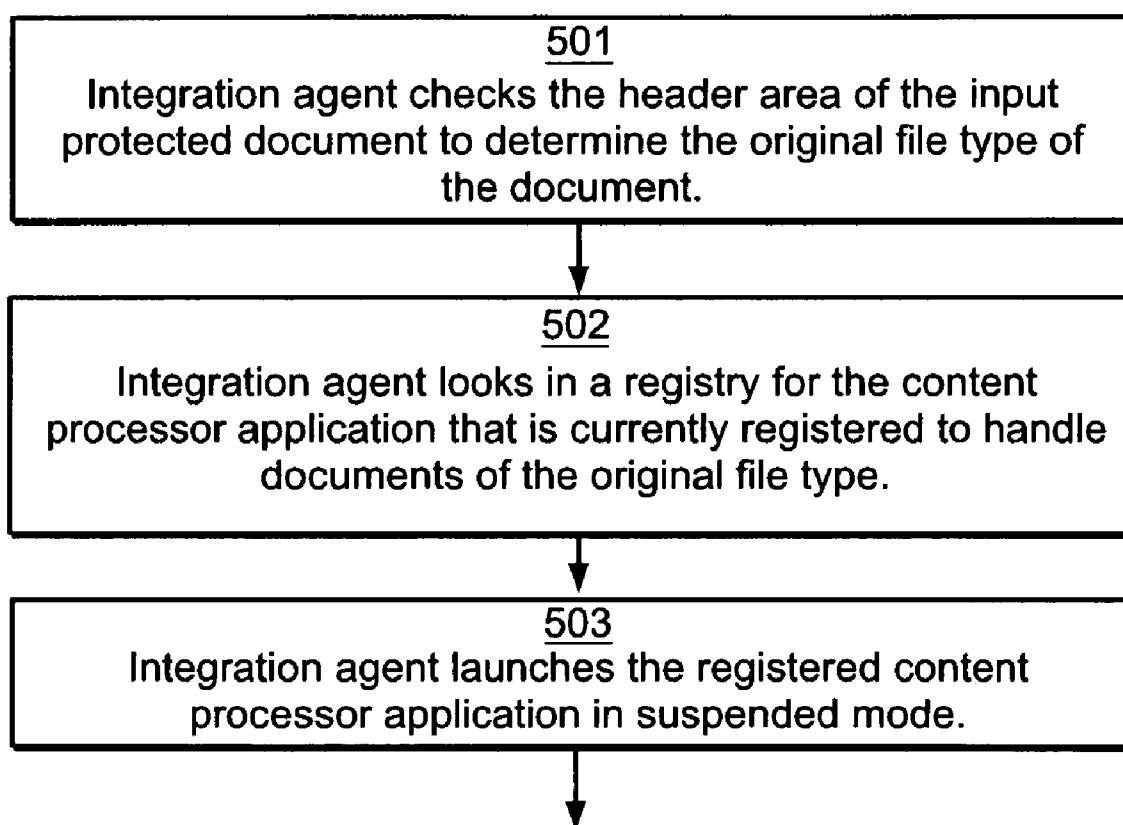 501
Integration agent checks the header area of the input
protected document to determine the original file type of
the document.
502
Integration agent looks in a registry for the content
processor application that is currently registered to handle
documents of the original file type.
503
Integration agent launches the registered content
processor application in suspended mode.